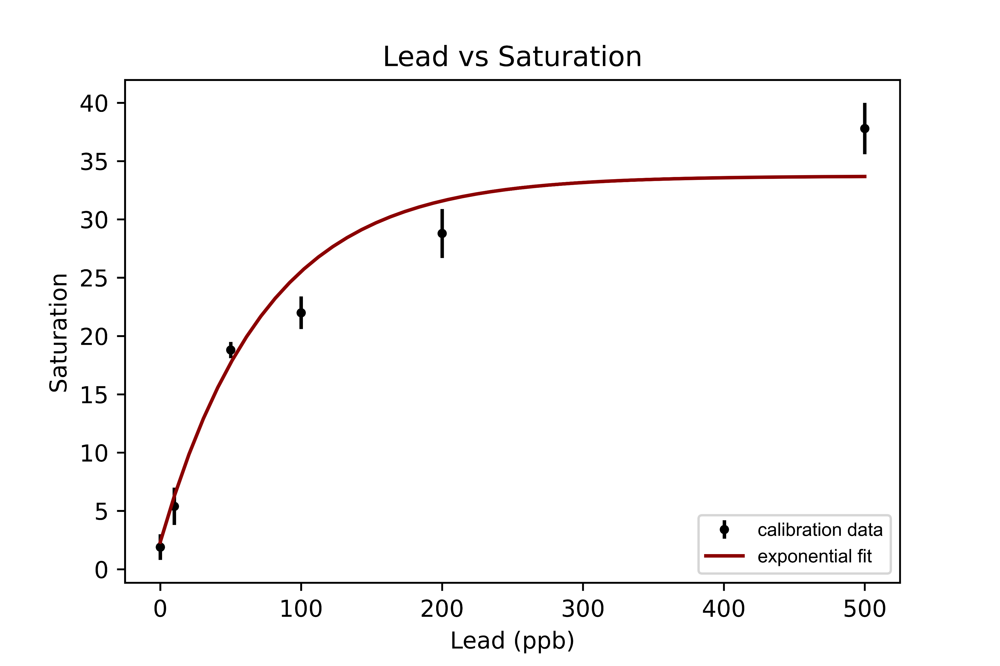 Lead vs Saturation
40
35
30
25
20
15
10
5
0
Saturation
0 100 200 300 400 500
Lead (ppb)
calibration data
exponential fit